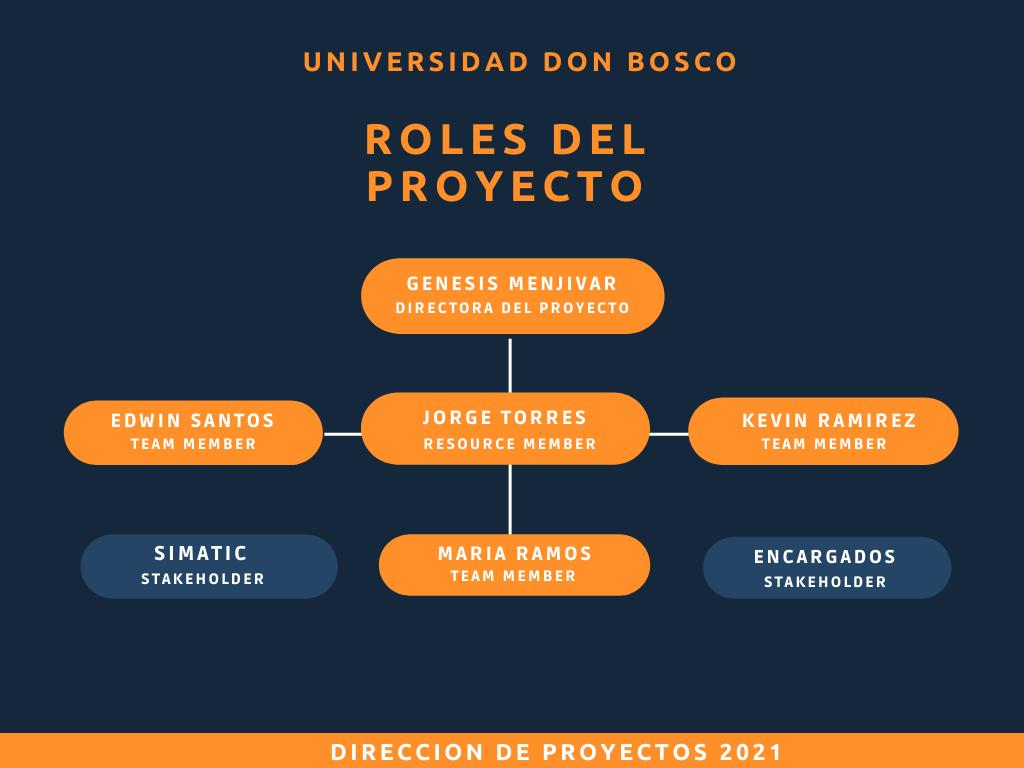 UNIVERSIDAD DON BOSCO
ROLES DEL
PROYECTO
GENESIS MENJIVAR
DIRECTORA DEL PROYECTO
EDWIN SANTOS
TEAM MEMBER
JORGE TORRES
RESOURCE MEMBER
KEVIN RAMIREZ
TEAM MEMBER
SIMATIC
STAKEHOLDER
MARIA RAMOS
TEAM MEMBER
ENCARGADOS
STAKEHOLDER
DIRECCION DE PROYECTOS 2021